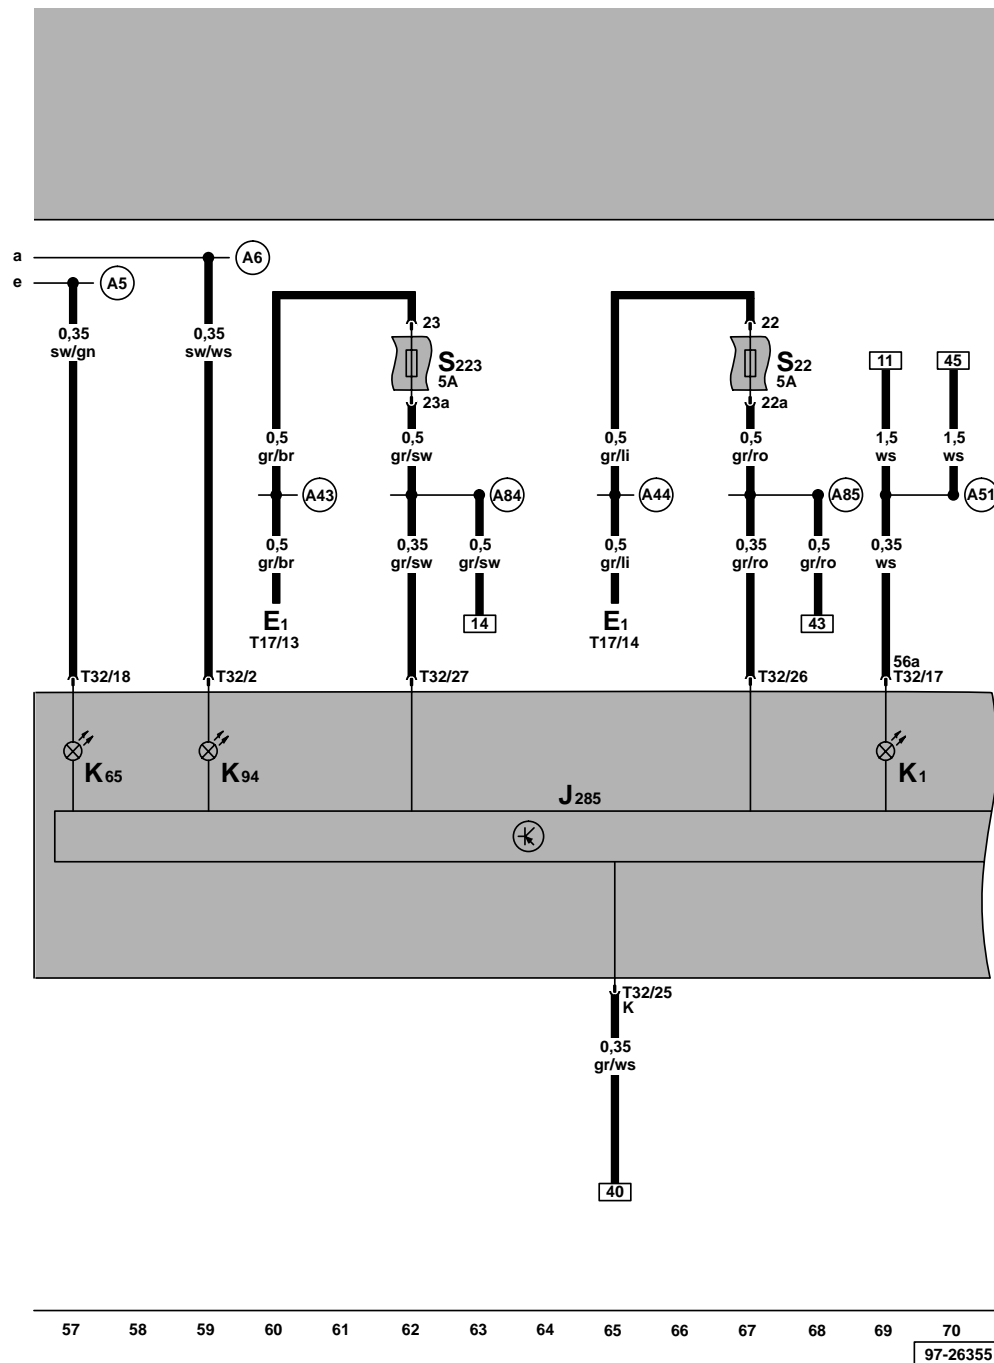 a
A6
e
A5
0,35
sw/gn
0,35
sw/ws
23
S223
5A
23a
22
S22
5A
22a
11
45
0,5
gr/br
0,5
gr/sw
0,5
gr/li
0,5
gr/ro
1,5
ws
1,5
ws
A43
A84
A44
A85
A51
0,5
gr/br
0,35
gr/sw
0,5
gr/sw
0,5
gr/li
0,35
gr/ro
0,5
gr/ro
0,35
ws
E1
T17/13
14
E1
T17/14
43
T32/18
T32/2
T32/27
T32/26
56a
T32/17
K65
K94
K1
J285
T32/25
K
0,35
gr/ws
40
57 58 59 60 61 62 63 64 65 66 67 68 69 70
97-26355